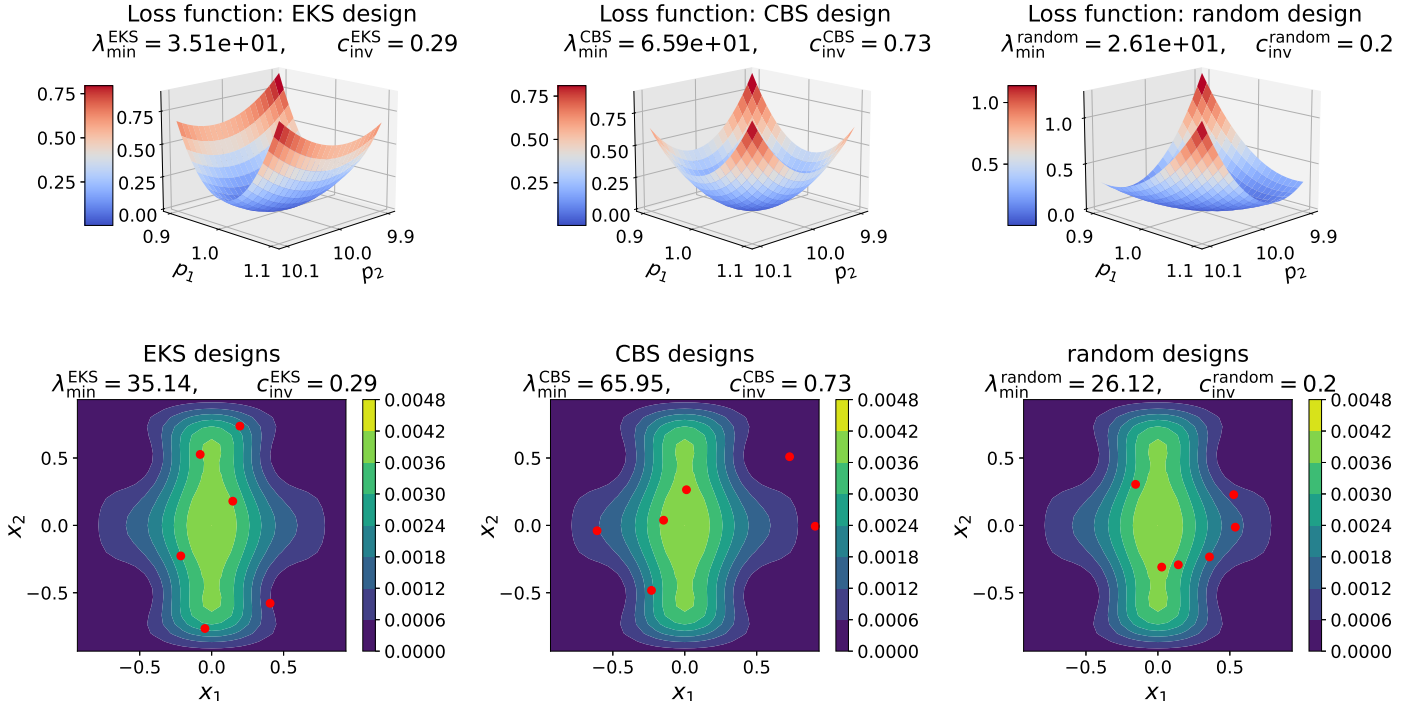 Loss function: EKS design
λ_min^EKS = 3.51e+01, c_inv^EKS = 0.29
0.75
0.50
0.25
0.75
0.50
0.25
0.00
0.9
1.0
1.1
p₁
10.1
10.0
9.9
p₂
Loss function: CBS design
λ_min^CBS = 6.59e+01, c_inv^CBS = 0.73
0.75
0.50
0.25
0.75
0.50
0.25
0.00
0.9
1.0
1.1
p₁
10.1
10.0
9.9
p₂
Loss function: random design
λ_min^random = 2.61e+01, c_inv^random = 0.2
1.0
0.5
1.0
0.5
0.0
0.9
1.0
1.1
p₁
10.1
10.0
9.9
p₂
EKS designs
λ_min^EKS = 35.14, c_inv^EKS = 0.29
x₂
0.5
0.0
−0.5
−0.5 0.0 0.5
x₁
0.0048
0.0042
0.0036
0.0030
0.0024
0.0018
0.0012
0.0006
0.0000
CBS designs
λ_min^CBS = 65.95, c_inv^CBS = 0.73
x₂
0.5
0.0
−0.5
−0.5 0.0 0.5
x₁
0.0048
0.0042
0.0036
0.0030
0.0024
0.0018
0.0012
0.0006
0.0000
random designs
λ_min^random = 26.12, c_inv^random = 0.2
x₂
0.5
0.0
−0.5
−0.5 0.0 0.5
x₁
0.0048
0.0042
0.0036
0.0030
0.0024
0.0018
0.0012
0.0006
0.0000